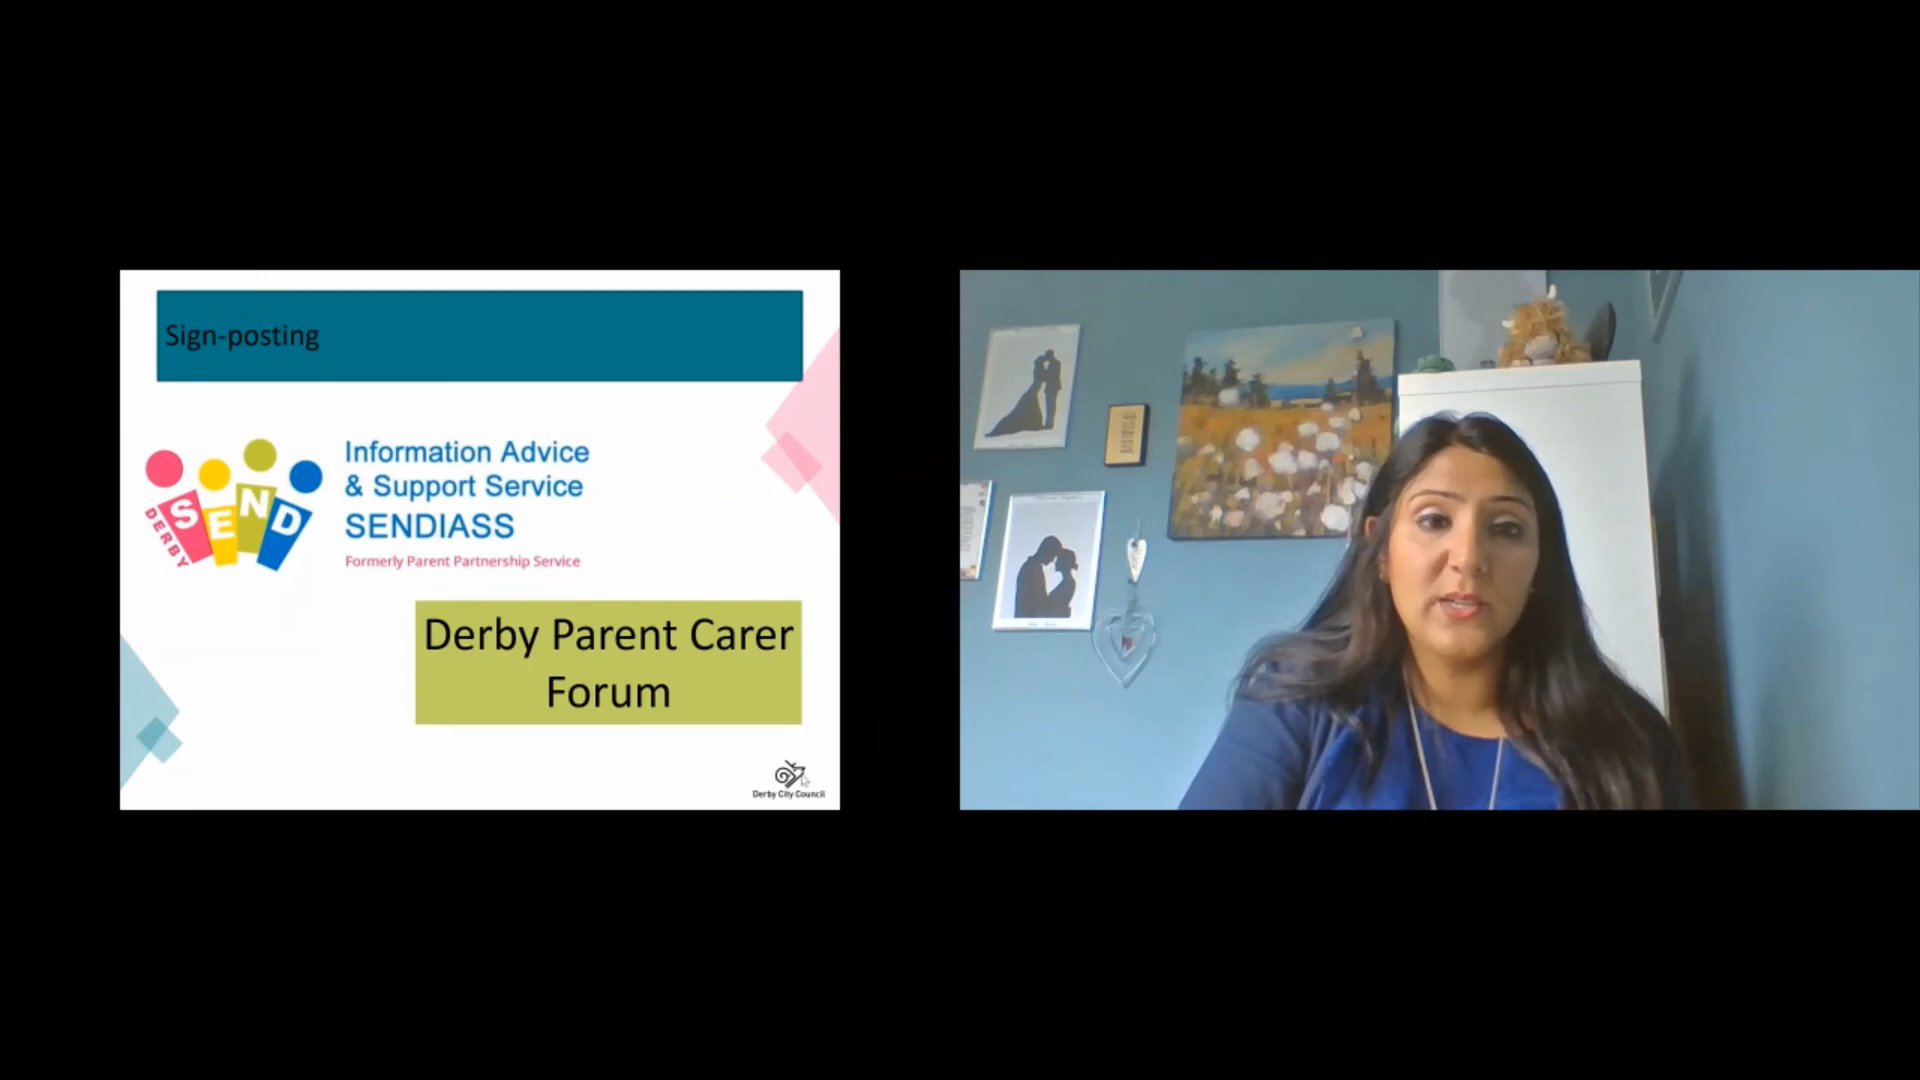 Sign-posting
SEND
DERBY
Information Advice
& Support Service
SENDIASS
Formerly Parent Partnership Service
Derby Parent Carer
Forum
Derby City Council